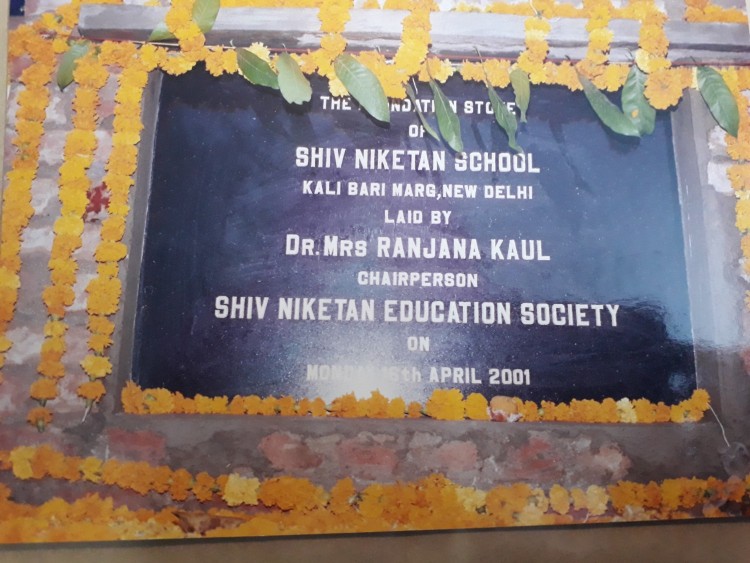 THE FOUNDATION STONE
OF
SHIV NIKETAN SCHOOL
KALI BARI MARG, NEW DELHI
LAID BY
DR. MRS RANJANA KAUL
CHAIRPERSON
SHIV NIKETAN EDUCATION SOCIETY
ON
MONDAY 16th APRIL 2001